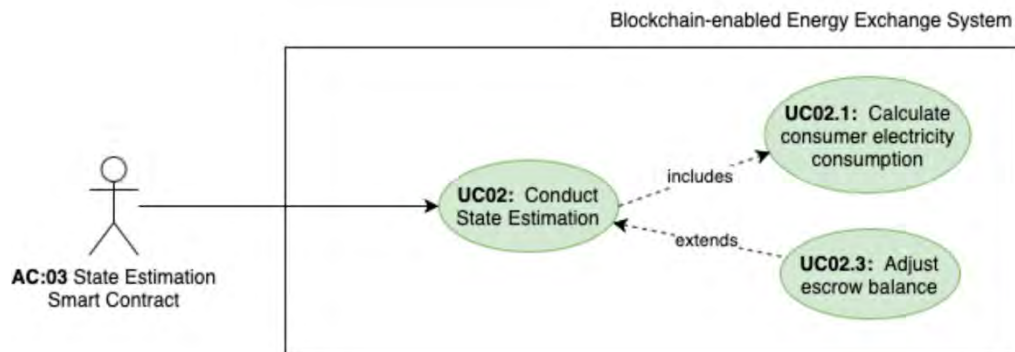 Blockchain-enabled Energy Exchange System
UC02.1: Calculate
consumer electricity
consumption
includes
UC02: Conduct
State Estimation
extends
UC02.3: Adjust
escrow balance
AC:03 State Estimation
Smart Contract